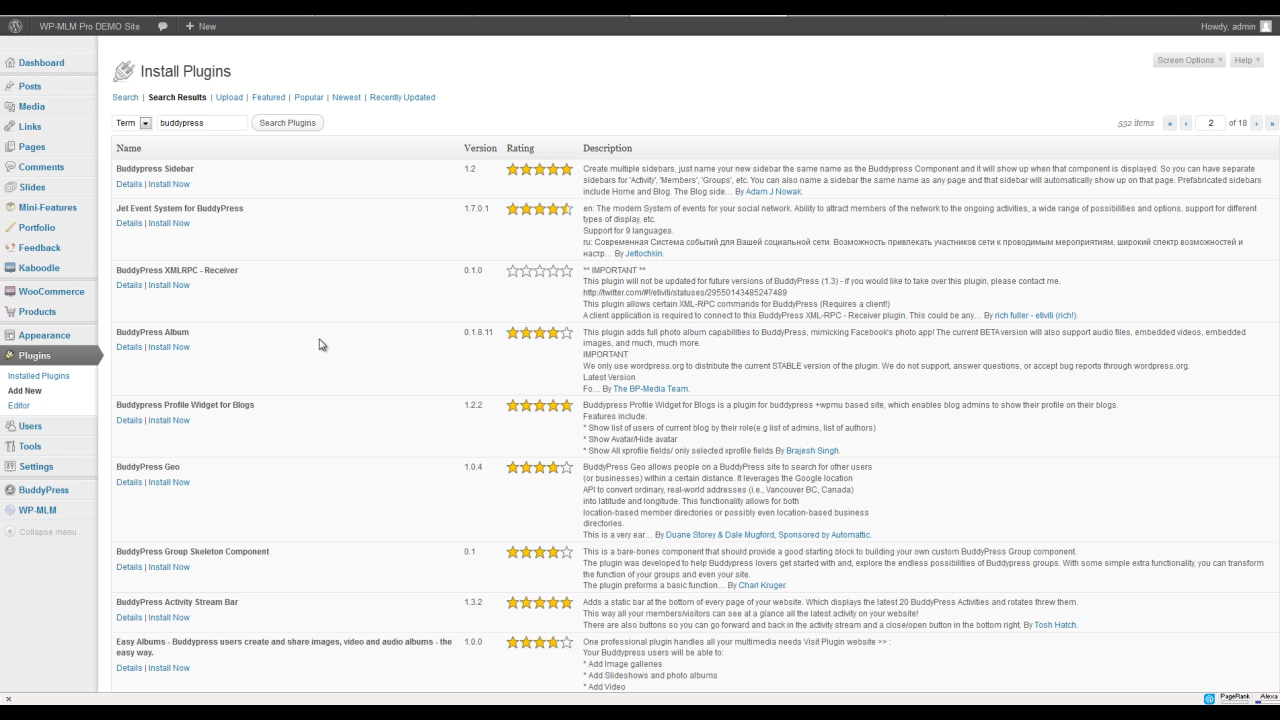 WP-MLM Pro DEMO Site
New
Howdy, admin
Dashboard
Posts
Media
Links
Pages
Comments
Slides
Mini-Features
Portfolio
Feedback
Kaboodle
WooCommerce
Products
Appearance
Plugins
Installed Plugins
Add New
Editor
Users
Tools
Settings
BuddyPress
WP-MLM
Collapse menu
Install Plugins
Screen Options
Help
Search | Search Results | Upload | Featured | Popular | Newest | Recently Updated
Term buddypress Search Plugins
532 items « ‹ 2 of 18 › »
Name Version Rating Description
Buddypress Sidebar 1.2
Details | Install Now
Create multiple sidebars, just name your new sidebar the same name as the Buddypress Component and it will show up when that component is displayed. So you can have separate
sidebars for 'Activity', 'Members', 'Groups', etc. You can also name a sidebar the same name as any page and that sidebar will automatically show up on that page. Prefabricated sidebars
include Home and Blog. The Blog side… By Adam J Nowak.
Jet Event System for BuddyPress 1.7.0.1
Details | Install Now
en: The modern System of events for your social network. Ability to attract members of the network to the ongoing activities, a wide range of possibilities and options, support for different
types of display, etc.
Support for 9 languages.
ru: Современная Система событий для Вашей социальной сети. Возможность привлекать участников сети к проводимым мероприятиям, широкий спектр возможностей и
настр… By Jettochkin.
BuddyPress XMLRPC - Receiver 0.1.0
Details | Install Now
** IMPORTANT **
This plugin will not be updated for future versions of BuddyPress (1.3) - if you would like to take over this plugin, please contact me.
http://twitter.com/#!/etiviti/statuses/29550143485247489
This plugin allows certain XML-RPC commands for BuddyPress (Requires a client!)
A client application is required to connect to this BuddyPress XML-RPC - Receiver plugin. This could be any… By rich fuller - etiviti (rich!).
BuddyPress Album 0.1.8.11
Details | Install Now
This plugin adds full photo album capabilities to BuddyPress, mimicking Facebook's photo app! The current BETA version will also support audio files, embedded videos, embedded
images, and much, much more.
IMPORTANT
We only use wordpress.org to distribute the current STABLE version of the plugin. We do not support, answer questions, or accept bug reports through wordpress.org.
Latest Version
Fo… By The BP-Media Team.
Buddypress Profile Widget for Blogs 1.2.2
Details | Install Now
Buddypress Profile Widget for Blogs is a plugin for buddypress +wpmu based site, which enables blog admins to show their profile on their blogs.
Features include:
* Show list of users of current blog by their role(e.g list of admins, list of authors)
* Show Avatar/Hide avatar
* Show All xprofile fields/ only selected xprofile fields By Brajesh Singh.
BuddyPress Geo 1.0.4
Details | Install Now
BuddyPress Geo allows people on a BuddyPress site to search for other users
(or businesses) within a certain distance. It leverages the Google location
API to convert ordinary, real-world addresses (i.e., Vancouver BC, Canada)
into latitude and longitude. This functionality allows for both
location-based member directories or possibly even location-based business
directories.
This is a very ear… By Duane Storey & Dale Mugford, Sponsored by Automattic.
BuddyPress Group Skeleton Component 0.1
Details | Install Now
This is a bare-bones component that should provide a good starting block to building your own custom BuddyPress Group component.
The plugin was developed to help Buddypress lovers get started with and, explore the endless possibilities of Buddypress groups. With some simple extra functionality, you can transform
the function of your groups and even your site.
The plugin preforms a basic function… By Charl Kruger.
BuddyPress Activity Stream Bar 1.3.2
Details | Install Now
Adds a static bar at the bottom of every page of your website. Which displays the latest 20 BuddyPress Activities and rotates threw them.
This way all your members/visitors can see at a glance all the latest activity on your website!
There are also buttons so you can go forward and back in the activity stream and a close/open button in the bottom right. By Tosh Hatch.
Easy Albums - Buddypress users create and share images, video and audio albums - the 1.0.0
easy way.
Details | Install Now
One professional plugin handles all your multimedia needs Visit Plugin website >> :
Your Buddypress users will be able to:
* Add Image galleries
* Add Slideshows and photo albums
* Add Video
PageRank
Alexa